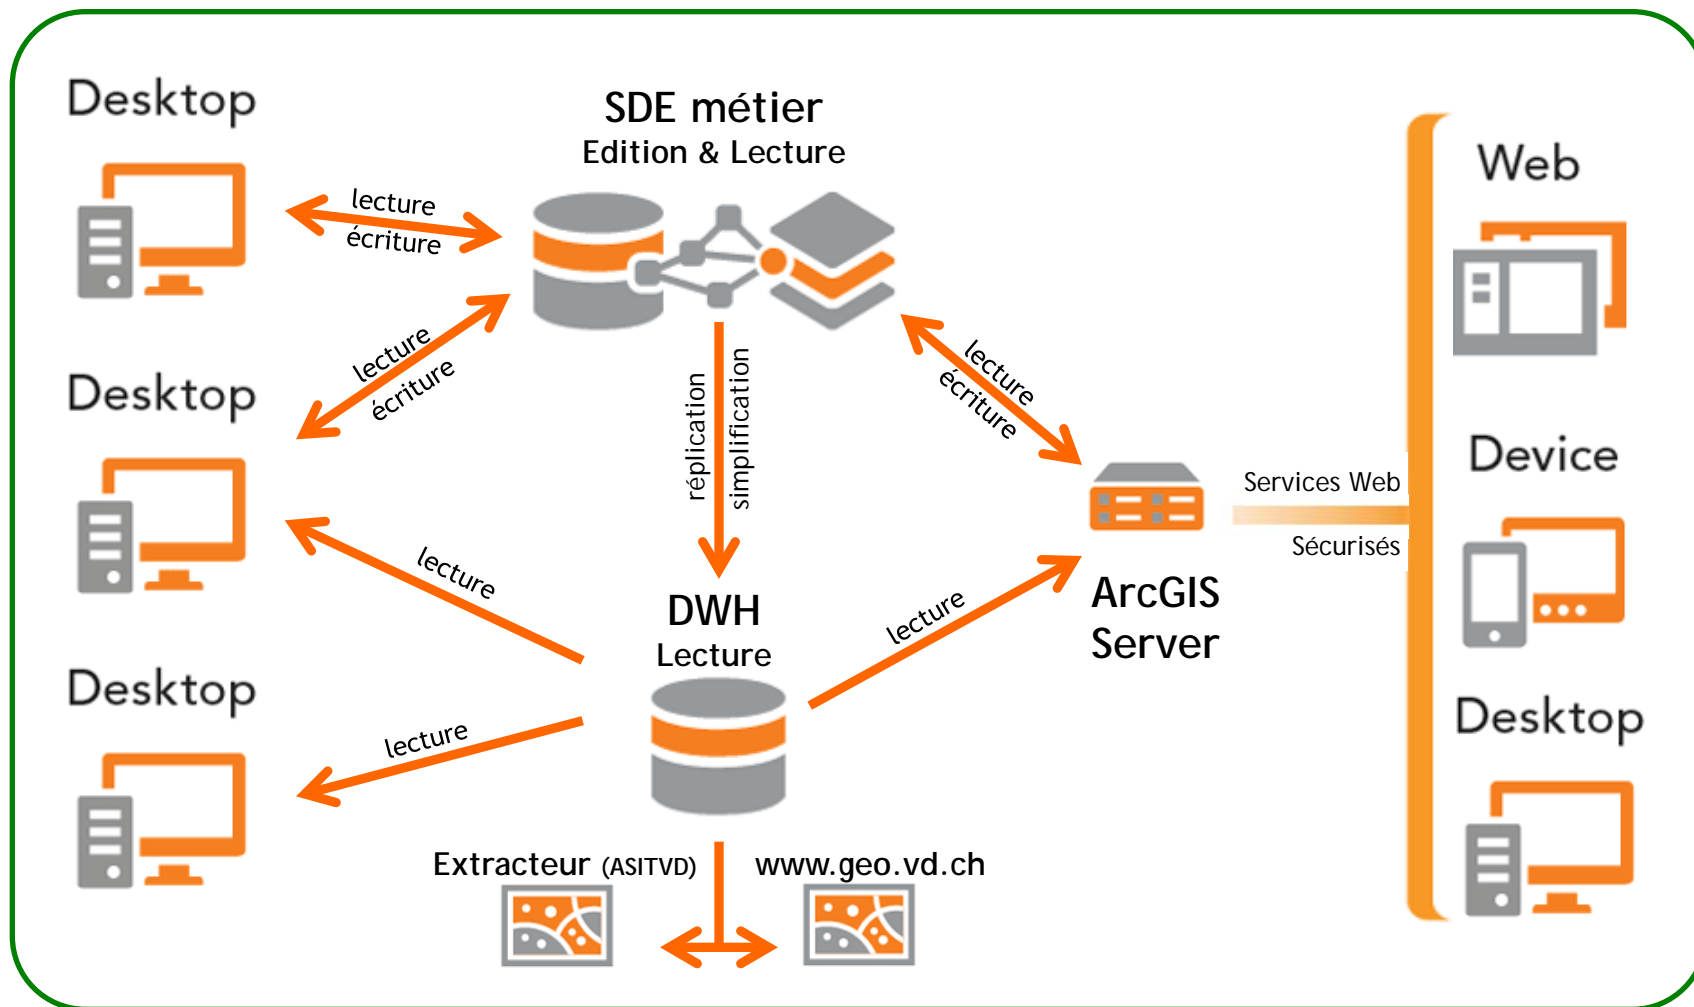 Desktop
SDE métier
Edition & Lecture
lecture
écriture
Desktop
lecture
écriture
réplication
simplification
lecture
écriture
Services Web
Sécurisés
ArcGIS
Server
lecture
DWH
Lecture
lecture
Desktop
lecture
Extracteur (ASITVD)
www.geo.vd.ch
Web
Device
Desktop